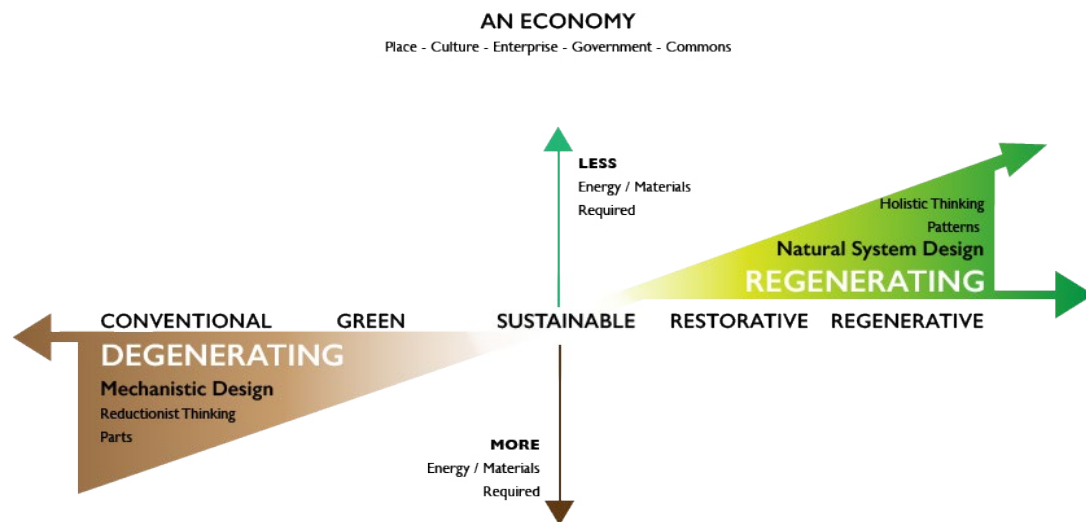 AN ECONOMY
Place - Culture - Enterprise - Government - Commons
LESS
Energy / Materials
Required
Holistic Thinking
Patterns
Natural System Design
REGENERATING
CONVENTIONAL GREEN SUSTAINABLE RESTORATIVE REGENERATIVE
DEGENERATING
Mechanistic Design
Reductionist Thinking
Parts
MORE
Energy / Materials
Required